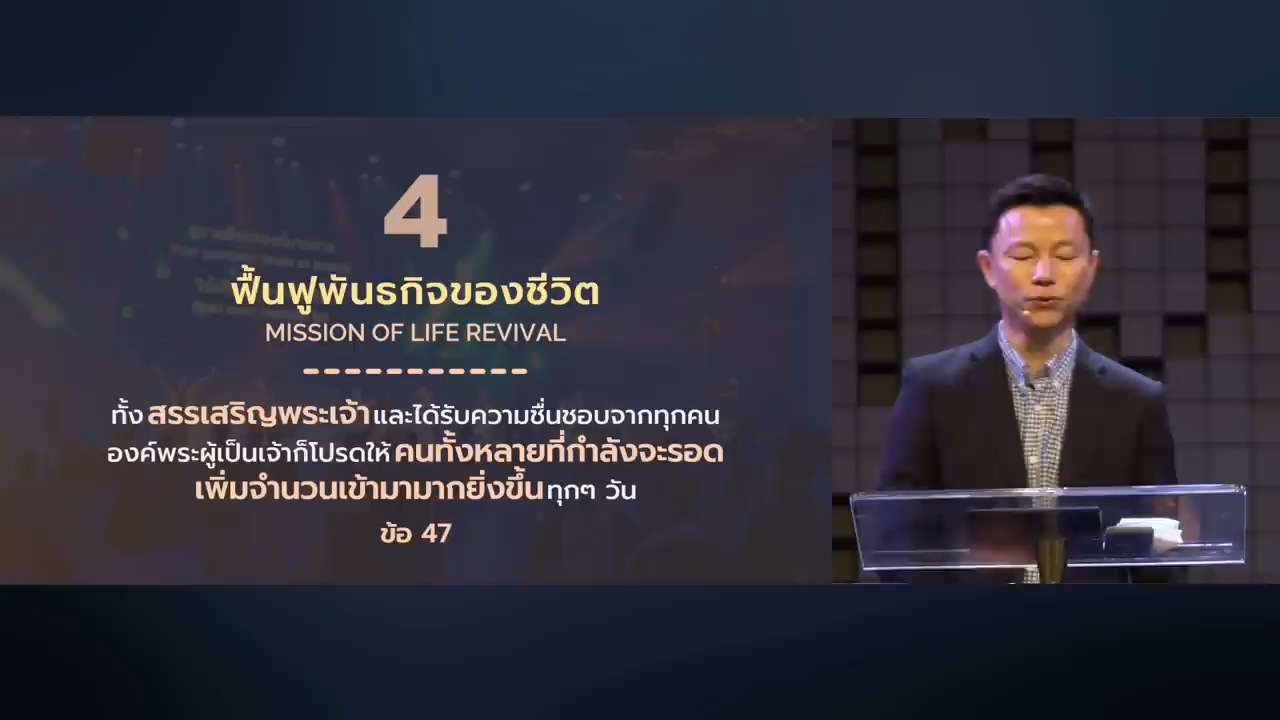 4
ฟื้นฟูพันธกิจของชีวิต
MISSION OF LIFE REVIVAL
ทั้ง สรรเสริญพระเจ้า และได้รับความชื่นชอบจากทุกคน
องค์พระผู้เป็นเจ้าก็โปรดให้ คนทั้งหลายที่กำลังจะรอด
เพิ่มจำนวนเข้ามามากยิ่งขึ้น ทุกๆ วัน
ข้อ 47